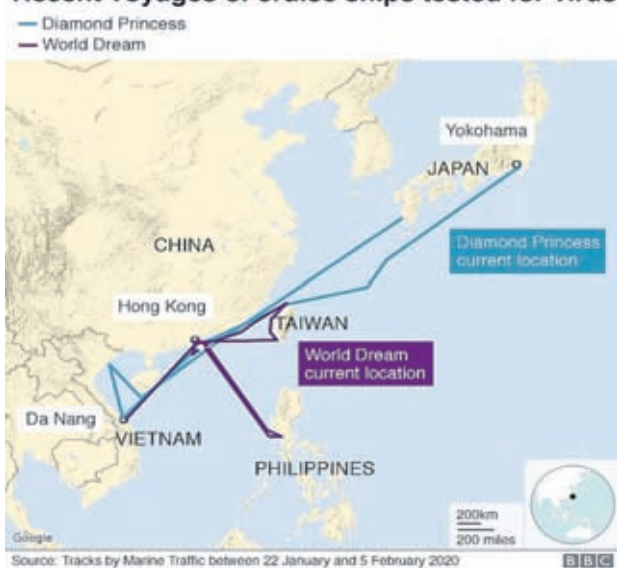 Recent voyages of cruise ships tested for virus
Diamond Princess
World Dream
Yokohama
JAPAN
CHINA
Diamond Princess
current location
Hong Kong
TAIWAN
World Dream
current location
Da Nang
VIETNAM
PHILIPPINES
200km
200 miles
Google
Source: Tracks by Marine Traffic between 22 January and 5 February 2020
BBC